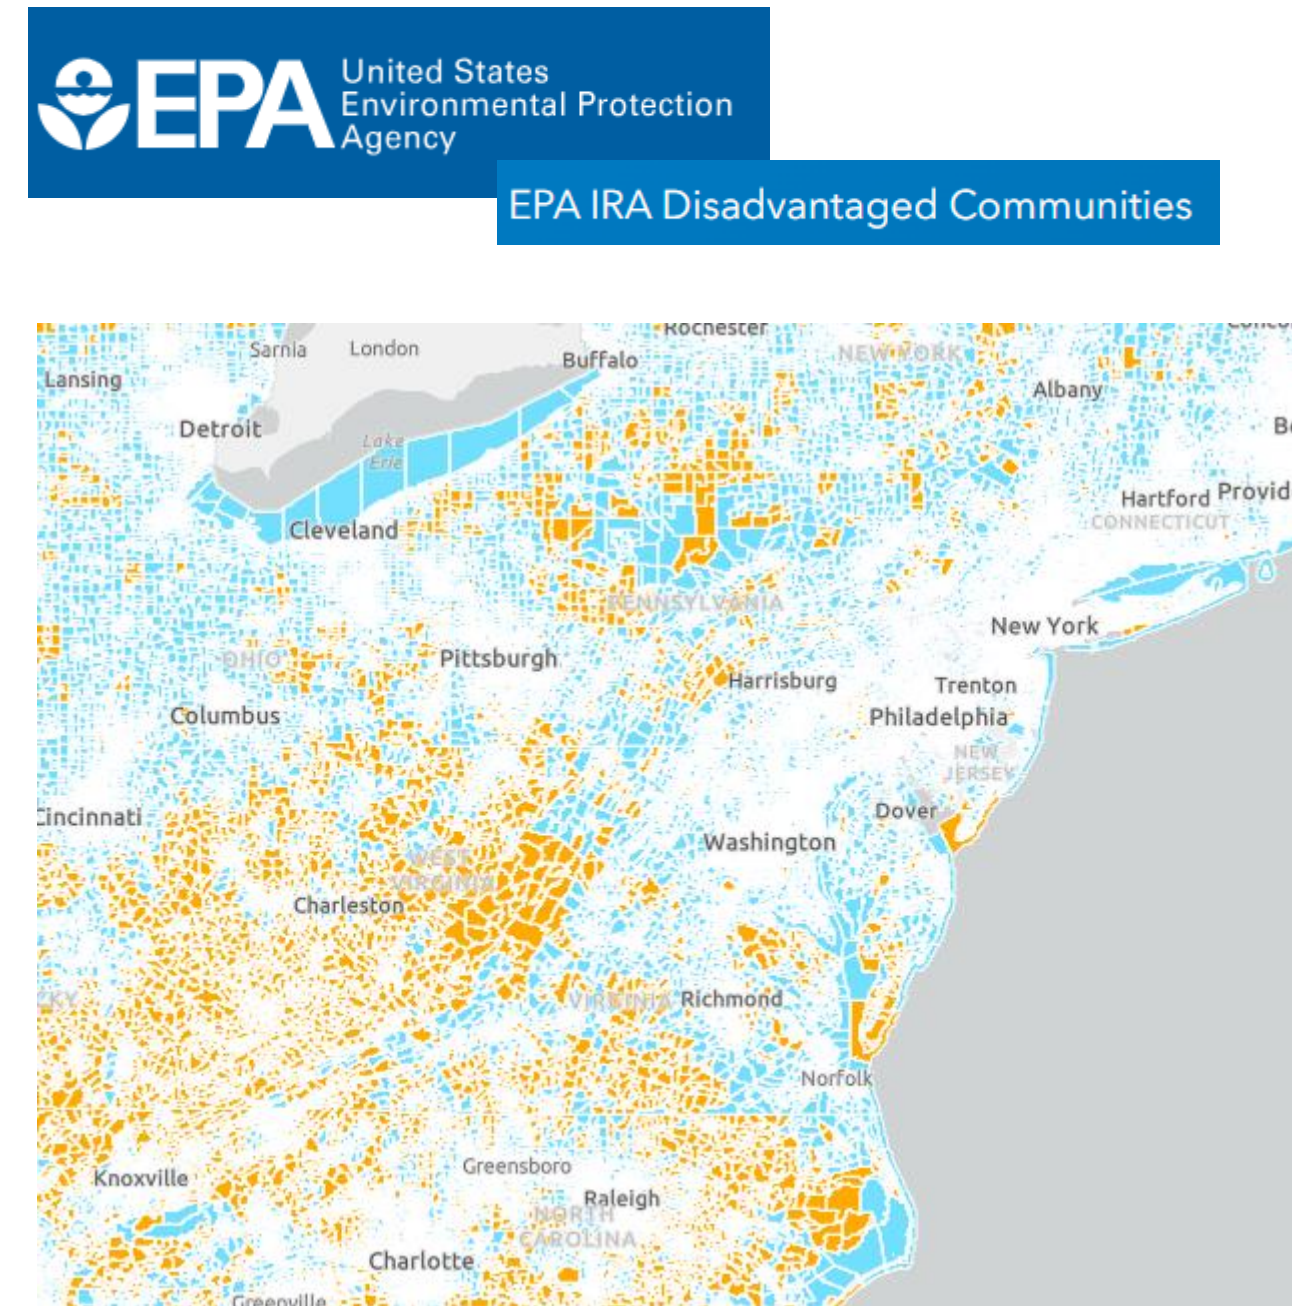 EPA
United States
Environmental Protection
Agency
EPA IRA Disadvantaged Communities
Rochester
Sarnia
London
Buffalo
NEW YORK
Lansing
Albany
Detroit
Lake
Erie
Hartford
Provid
CONNECTICUT
Cleveland
PENNSYLVANIA
New York
OHIO
Pittsburgh
Harrisburg
Trenton
Columbus
Philadelphia
NEW
JERSEY
Cincinnati
Dover
Washington
WEST
VIRGINIA
Charleston
KY
VIRGINIA
Richmond
Norfolk
Greensboro
Knoxville
Raleigh
NORTH
CAROLINA
Charlotte
Greenville